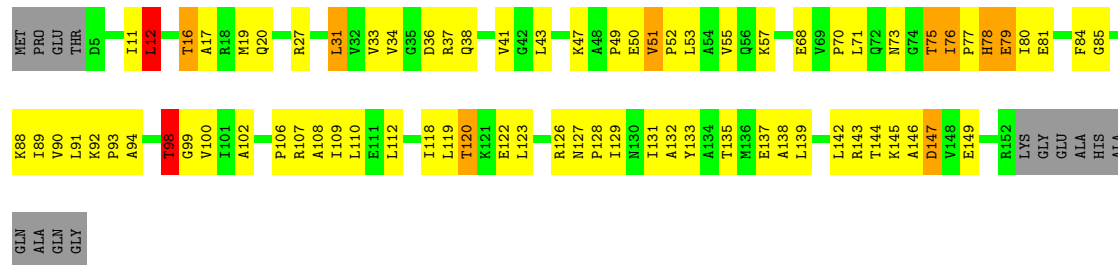 MET PRO GLU THR D5 I11 L12 T16 A17 R18 M19 Q20 R27 L31 V32 V33 V34 G35 D36 R37 Q38 V41 G42 L43 K47 A48 P49 E50 V51 P52 L53 A54 V55 Q56 K57 E68 V69 P70 L71 Q72 N73 G74 T75 I76 P77 H78 E79 I80 E81 F84 G85
K88 I89 V90 L91 K92 P93 A94 T98 G99 V100 I101 A102 P106 R107 A108 I109 L110 E111 L112 I118 L119 T120 K121 E122 L123 R126 N127 P128 I129 N130 I131 A132 Y133 A134 T135 M136 E137 A138 L139 L142 R143 T144 K145 A146 D147 V148 E149 R152 LYS GLY GLU ALA HIS ALA
GLN ALA GLN GLY